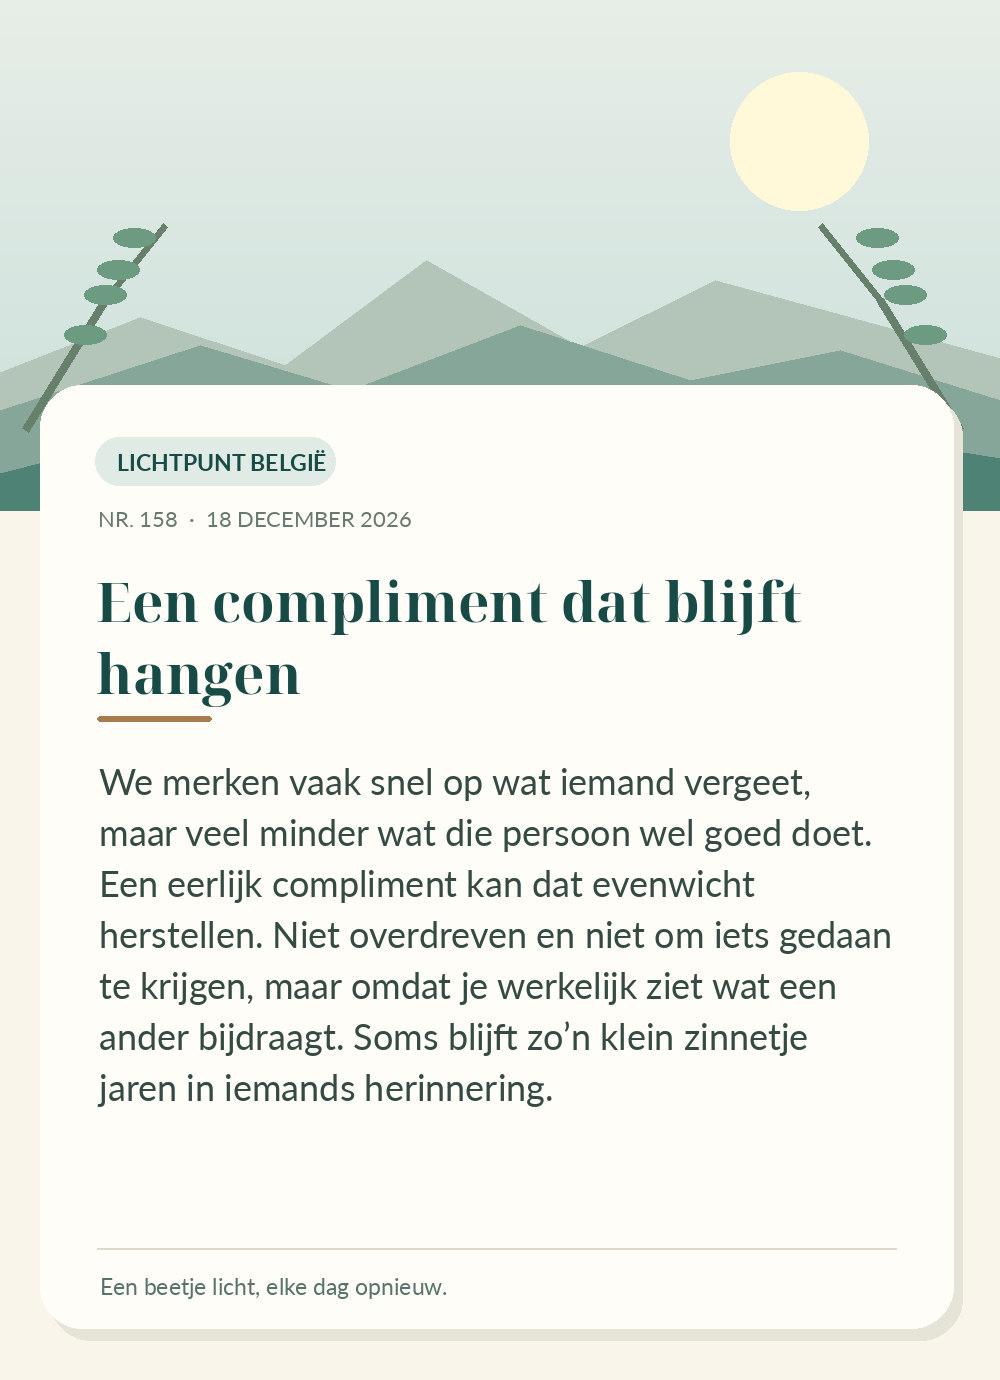 LICHTPUNT BELGIË
NR. 158 · 18 DECEMBER 2026
Een compliment dat blijft
hangen
We merken vaak snel op wat iemand vergeet,
maar veel minder wat die persoon wel goed doet.
Een eerlijk compliment kan dat evenwicht
herstellen. Niet overdreven en niet om iets gedaan
te krijgen, maar omdat je werkelijk ziet wat een
ander bijdraagt. Soms blijft zo’n klein zinnetje
jaren in iemands herinnering.
Een beetje licht, elke dag opnieuw.